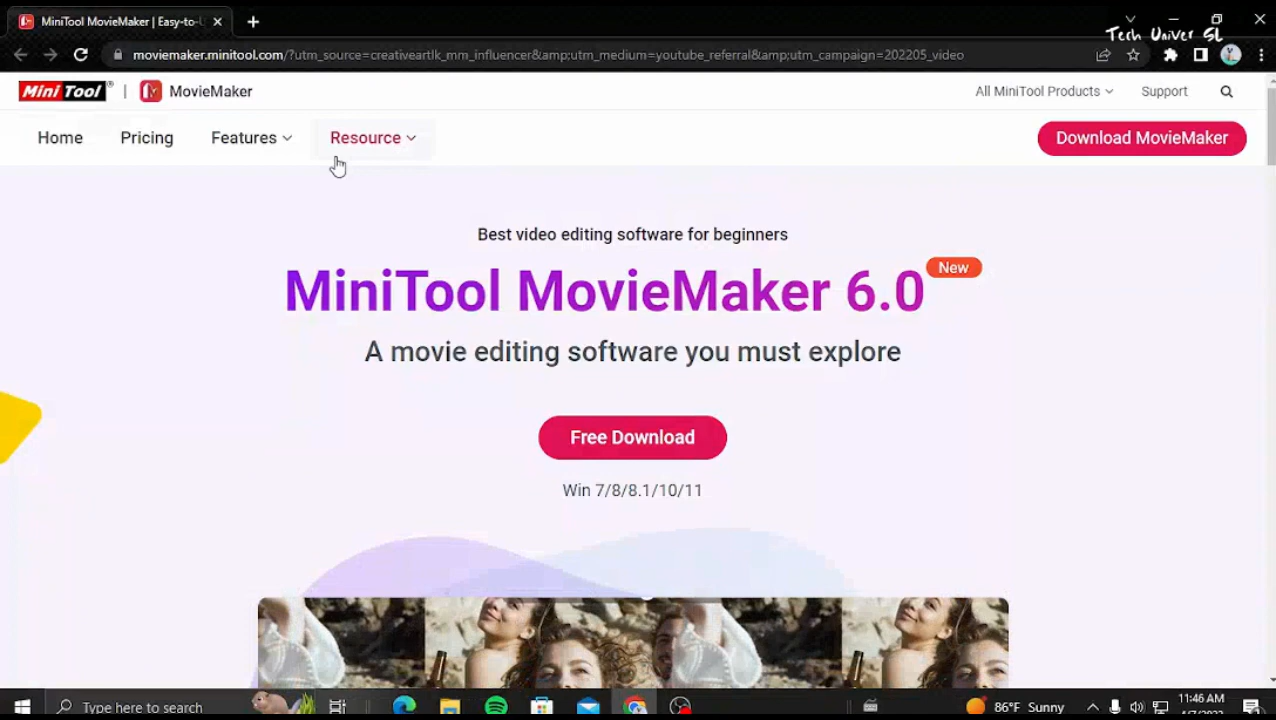 MiniTool MovieMaker | Easy-to-U
Tech Univer SL
moviemaker.minitool.com/?utm_source=creativeartlk_mm_influencer&amp;utm_medium=youtube_referral&amp;utm_campaign=202205_video
MiniTool® | MovieMaker
All MiniTool Products Support
Home Pricing Features Resource Download MovieMaker
Best video editing software for beginners
MiniTool MovieMaker 6.0 New
A movie editing software you must explore
Free Download
Win 7/8/8.1/10/11
Type here to search
86°F Sunny
11:46 AM